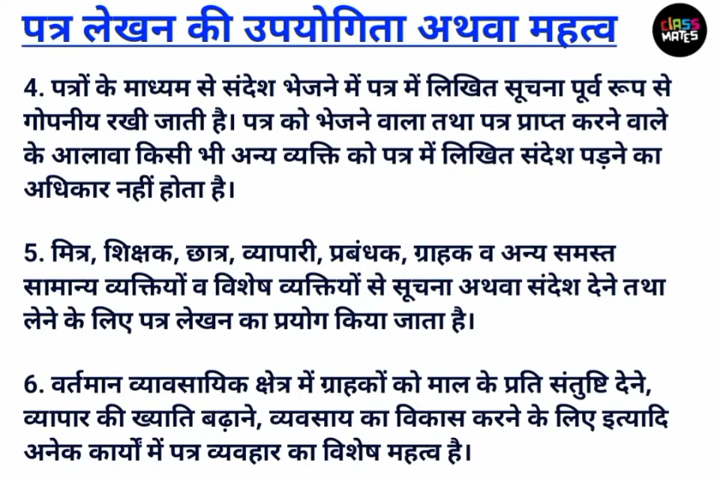 पत्र लेखन की उपयोगिता अथवा महत्व
CLASS
MATES
4. पत्रों के माध्यम से संदेश भेजने में पत्र में लिखित सूचना पूर्व रूप से
गोपनीय रखी जाती है। पत्र को भेजने वाला तथा पत्र प्राप्त करने वाले
के आलावा किसी भी अन्य व्यक्ति को पत्र में लिखित संदेश पड़ने का
अधिकार नहीं होता है।
5. मित्र, शिक्षक, छात्र, व्यापारी, प्रबंधक, ग्राहक व अन्य समस्त
सामान्य व्यक्तियों व विशेष व्यक्तियों से सूचना अथवा संदेश देने तथा
लेने के लिए पत्र लेखन का प्रयोग किया जाता है।
6. वर्तमान व्यावसायिक क्षेत्र में ग्राहकों को माल के प्रति संतुष्टि देने,
व्यापार की ख्याति बढ़ाने, व्यवसाय का विकास करने के लिए इत्यादि
अनेक कार्यों में पत्र व्यवहार का विशेष महत्व है।